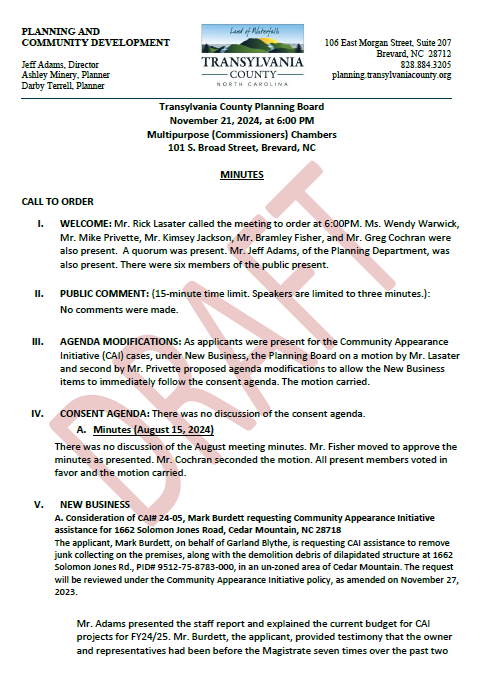 PLANNING AND
COMMUNITY DEVELOPMENT
Jeff Adams, Director
Ashley Minery, Planner
Darby Terrell, Planner
Land of Waterfalls
TRANSYLVANIA
COUNTY
NORTH CAROLINA
106 East Morgan Street, Suite 207
Brevard, NC 28712
828.884.3205
planning.transylvaniacounty.org
Transylvania County Planning Board
November 21, 2024, at 6:00 PM
Multipurpose (Commissioners) Chambers
101 S. Broad Street, Brevard, NC
MINUTES
DRAFT
CALL TO ORDER
I. WELCOME: Mr. Rick Lasater called the meeting to order at 6:00PM. Ms. Wendy Warwick,
Mr. Mike Privette, Mr. Kimsey Jackson, Mr. Bramley Fisher, and Mr. Greg Cochran were
also present. A quorum was present. Mr. Jeff Adams, of the Planning Department, was
also present. There were six members of the public present.
II. PUBLIC COMMENT: (15-minute time limit. Speakers are limited to three minutes.):
No comments were made.
III. AGENDA MODIFICATIONS: As applicants were present for the Community Appearance
Initiative (CAI) cases, under New Business, the Planning Board on a motion by Mr. Lasater
and second by Mr. Privette proposed agenda modifications to allow the New Business
items to immediately follow the consent agenda. The motion carried.
IV. CONSENT AGENDA: There was no discussion of the consent agenda.
A. Minutes (August 15, 2024)
There was no discussion of the August meeting minutes. Mr. Fisher moved to approve the
minutes as presented. Mr. Cochran seconded the motion. All present members voted in
favor and the motion carried.
V. NEW BUSINESS
A. Consideration of CAI# 24-05, Mark Burdett requesting Community Appearance Initiative
assistance for 1662 Solomon Jones Road, Cedar Mountain, NC 28718
The applicant, Mark Burdett, on behalf of Garland Blythe, is requesting CAI assistance to remove
junk collecting on the premises, along with the demolition debris of dilapidated structure at 1662
Solomon Jones Rd., PID# 9512-75-8783-000, in an un-zoned area of Cedar Mountain. The request
will be reviewed under the Community Appearance Initiative policy, as amended on November 27,
2023.
Mr. Adams presented the staff report and explained the current budget for CAI
projects for FY24/25. Mr. Burdett, the applicant, provided testimony that the owner
and representatives had been before the Magistrate seven times over the past two